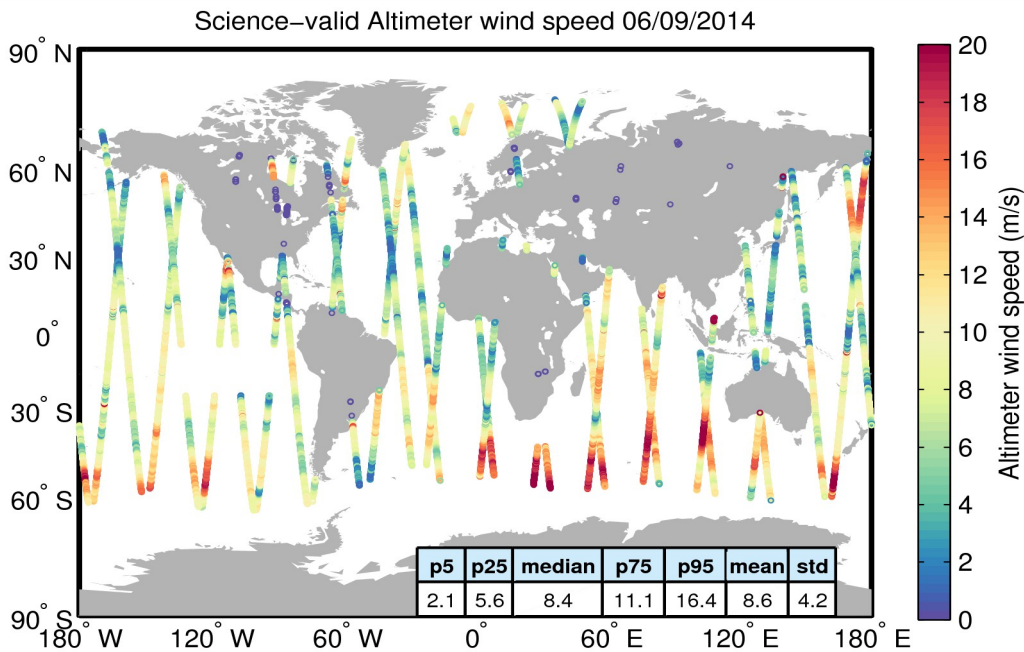 Science−valid Altimeter wind speed 06/09/2014
90° N
60° N
30° N
0°
30° S
60° S
90° S
180° W
120° W
60° W
0°
60° E
120° E
180° E
p5 p25 median p75 p95 mean std
2.1 5.6 8.4 11.1 16.4 8.6 4.2
20
18
16
14
12
10
8
6
4
2
0
Altimeter wind speed (m/s)